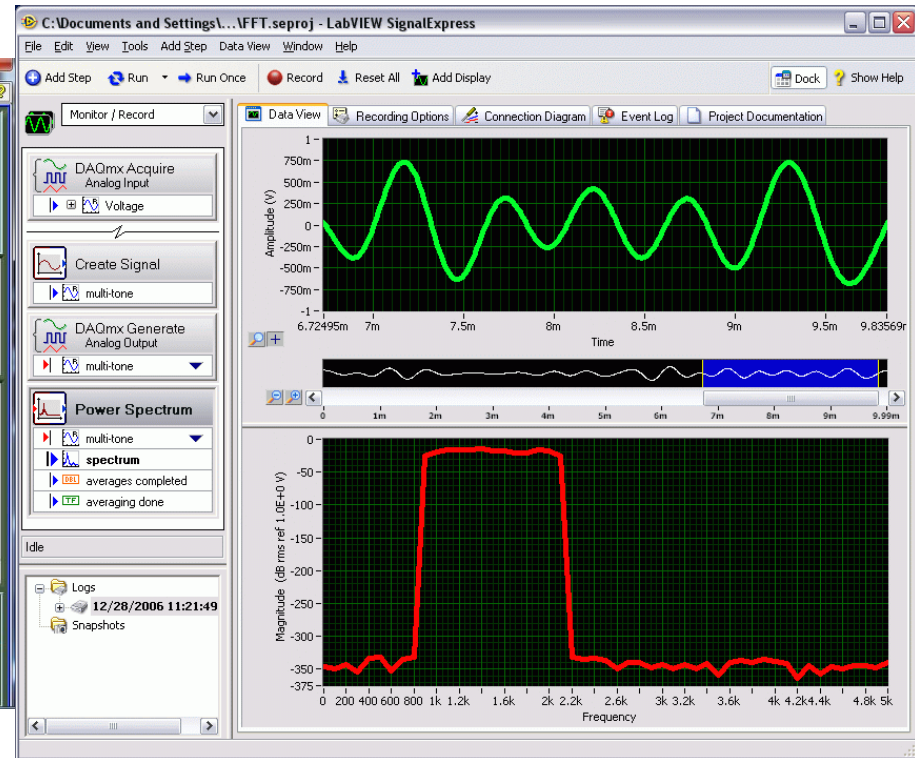 C:\Documents and Settings\...\FFT.seproj - LabVIEW SignalExpress
File Edit View Tools Add Step Data View Window Help
Add Step Run Run Once Record Reset All Add Display Dock ? Show Help
Monitor / Record
DAQmx Acquire
Analog Input
Voltage
Create Signal
multi-tone
DAQmx Generate
Analog Output
multi-tone
Power Spectrum
multi-tone
spectrum
DBL averages completed
TF averaging done
Idle
Logs
12/28/2006 11:21:49
Snapshots
Data View Recording Options Connection Diagram Event Log Project Documentation
Amplitude (V)
1
750m
500m
250m
0
-250m
-500m
-750m
-1
6.72495m 7m 7.5m 8m 8.5m 9m 9.5m 9.83569m
Time
0 1m 2m 3m 4m 5m 6m 7m 8m 9m 9.99m
Magnitude (dB rms ref 1.0E+0 V)
0
-50
-100
-150
-200
-250
-300
-350
-375
0 200 400 600 800 1k 1.2k 1.6k 2k 2.2k 2.6k 3k 3.2k 3.6k 4k 4.2k 4.4k 4.8k 5k
Frequency